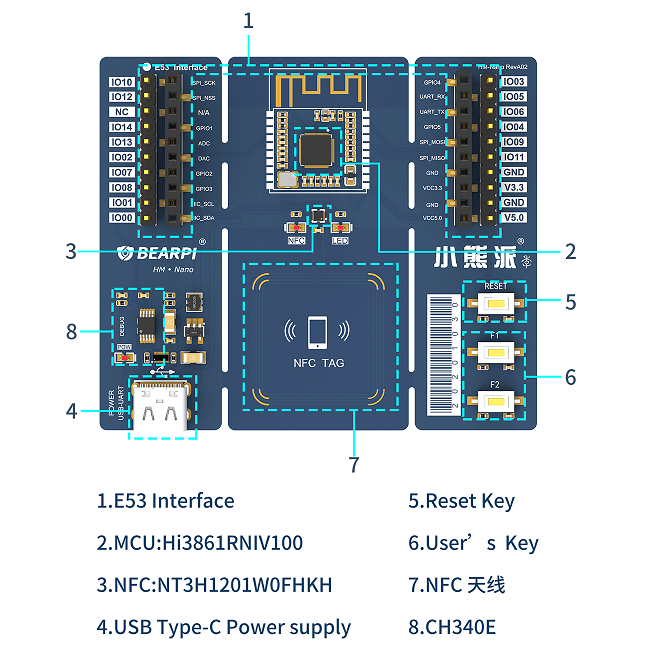 1
E53 Interface
HM-Nano RevA02
IO10
SPI_SCK
GPIO4
IO03
IO12
SPI_NSS
UART_RX
IO05
NC
N/A
UART_TX
IO06
IO14
GPIO1
GPIO5
IO04
IO13
ADC
SPI_MOSI
IO09
IO02
DAC
SPI_MISO
IO11
IO07
GPIO2
GND
GND
IO08
GPIO3
VCC3.3
V3.3
IO01
IIC_SCL
GND
GND
IO00
IIC_SDA
VCC5.0
V5.0
3
NFC
LED
2
BEARPI®
HM • Nano
小熊派®
RESET
5
8
DEBUG
PWR
NFC TAG
F1
6
F2
4
POWER
USB-UART
7
1.E53 Interface
5.Reset Key
2.MCU:Hi3861RNIV100
6.User’s Key
3.NFC:NT3H1201W0FHKH
7.NFC 天线
4.USB Type-C Power supply
8.CH340E